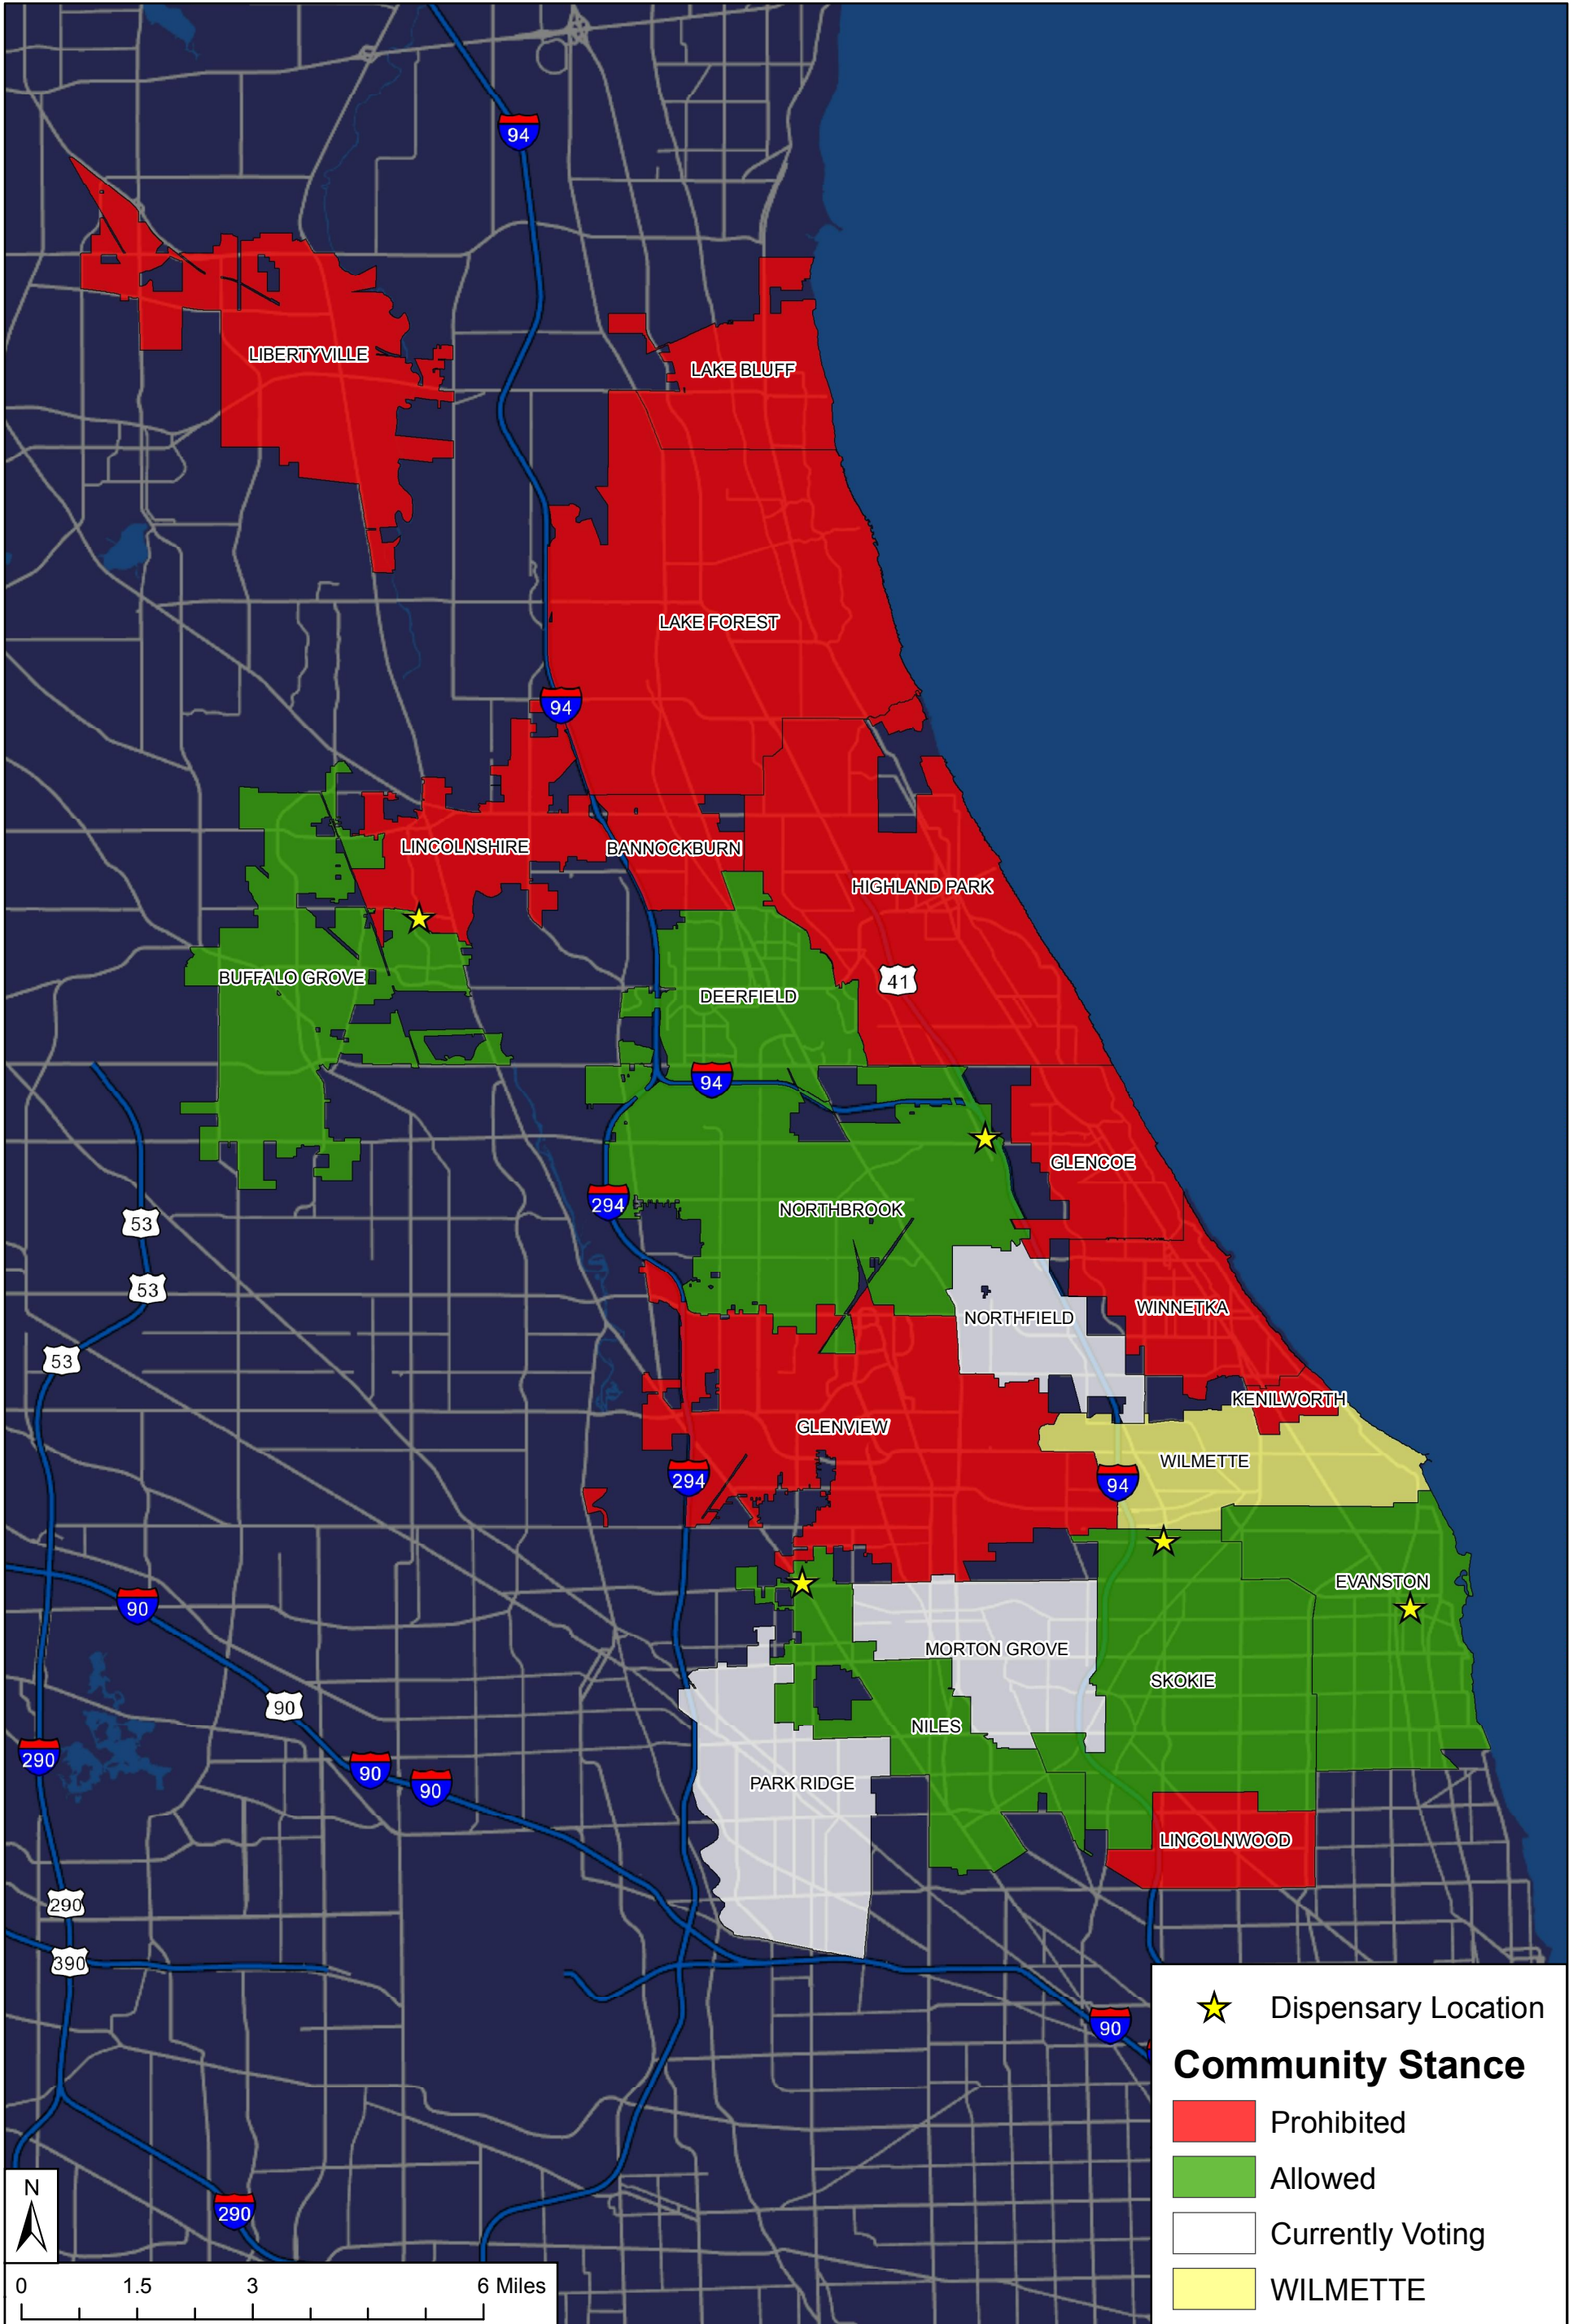 94
LIBERTYVILLE
LAKE BLUFF
LAKE FOREST
94
LINCOLNSHIRE
BANNOCKBURN
HIGHLAND PARK
BUFFALO GROVE
41
DEERFIELD
94
GLENCOE
294
NORTHBROOK
53
53
WINNETKA
NORTHFIELD
53
KENILWORTH
GLENVIEW
WILMETTE
294
94
EVANSTON
90
MORTON GROVE
SKOKIE
90
NILES
290
90
PARK RIDGE
90
LINCOLNWOOD
290
390
90
290
Dispensary Location
Community Stance
Prohibited
Allowed
Currently Voting
WILMETTE
N
0 1.5 3 6 Miles